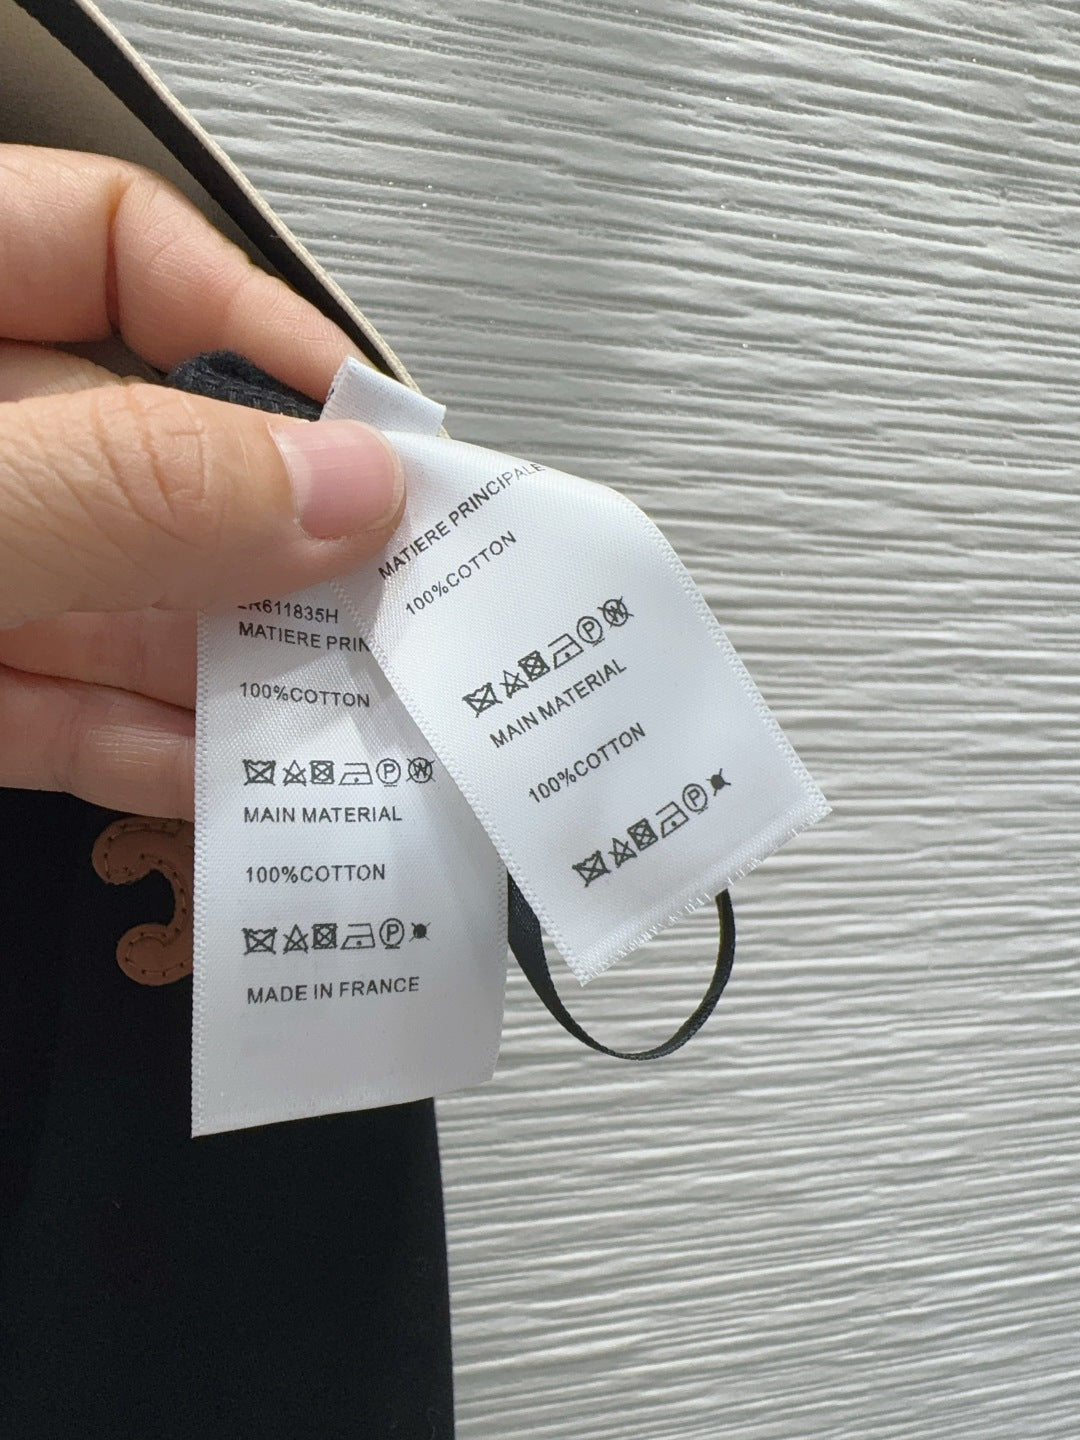 R611835H
MATIERE PRIN
100%COTTON
MAIN MATERIAL
100%COTTON
MADE IN FRANCE
MATIERE PRINCIPALE
100%COTTON
MAIN MATERIAL
100%COTTON